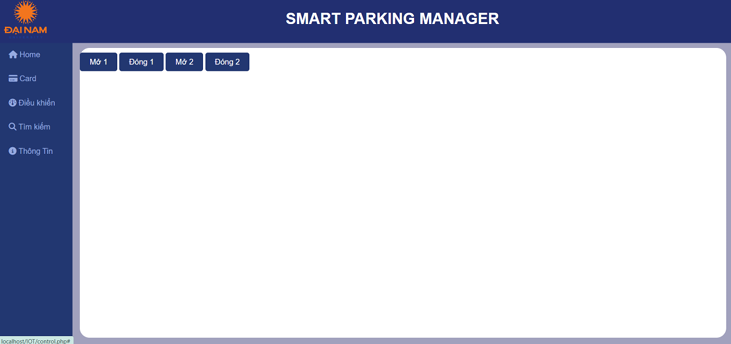 ĐẠI NAM
SMART PARKING MANAGER
Home
Card
Điều khiển
Tìm kiếm
Thông Tin
Mở 1
Đóng 1
Mở 2
Đóng 2
localhost/IOT/control.php#